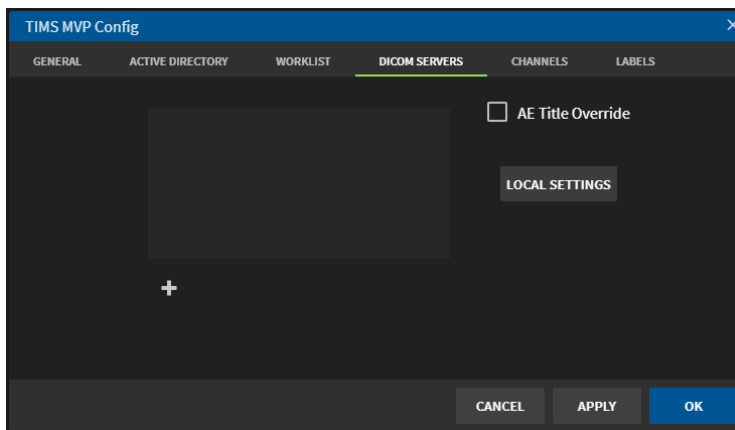 TIMS MVP Config
GENERAL ACTIVE DIRECTORY WORKLIST DICOM SERVERS CHANNELS LABELS
AE Title Override
LOCAL SETTINGS
CANCEL APPLY OK